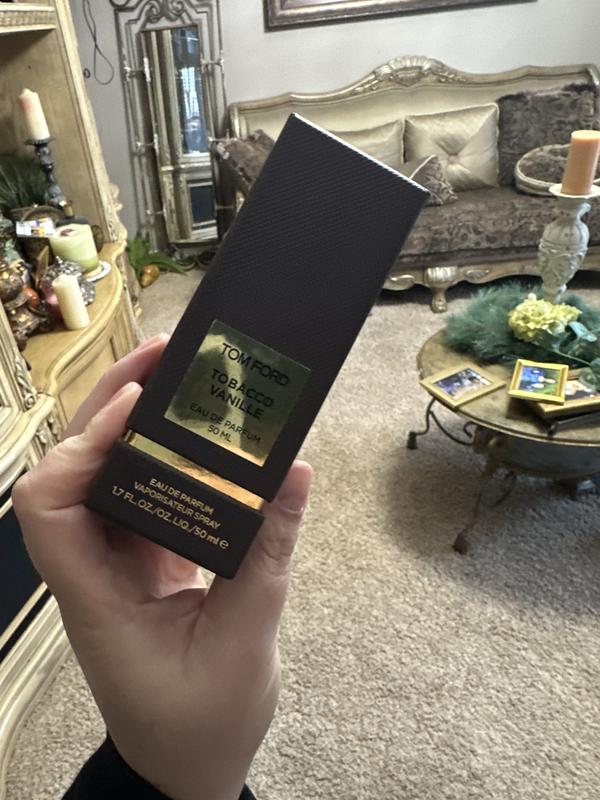 TOM FORD
TOBACCO
VANILLE
EAU DE PARFUM
50 ML
EAU DE PARFUM
VAPORISATEUR SPRAY
1.7 FL. OZ./OZ. LIQ./50 ml ℮